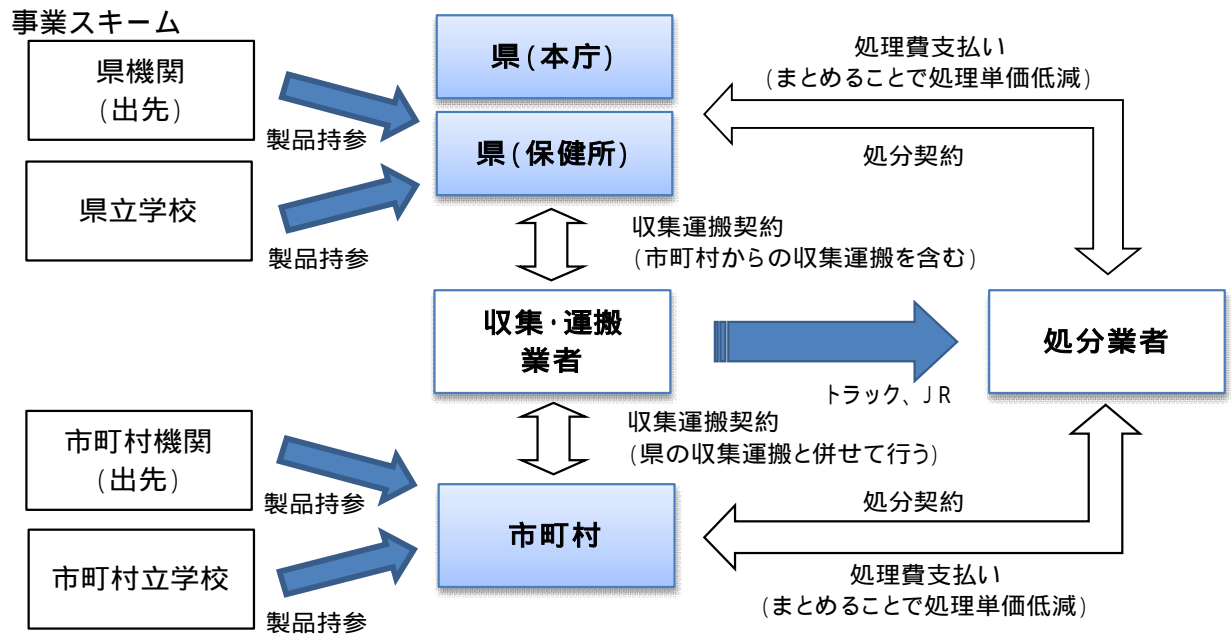 事業スキーム
県機関
(出先)
製品持参
県立学校
製品持参
県(本庁)
県(保健所)
処理費支払い
(まとめることで処理単価低減)
処分契約
収集運搬契約
(市町村からの収集運搬を含む)
収集・運搬
業者
トラック、JR
処分業者
収集運搬契約
(県の収集運搬と併せて行う)
市町村機関
(出先)
製品持参
市町村立学校
製品持参
市町村
処分契約
処理費支払い
(まとめることで処理単価低減)